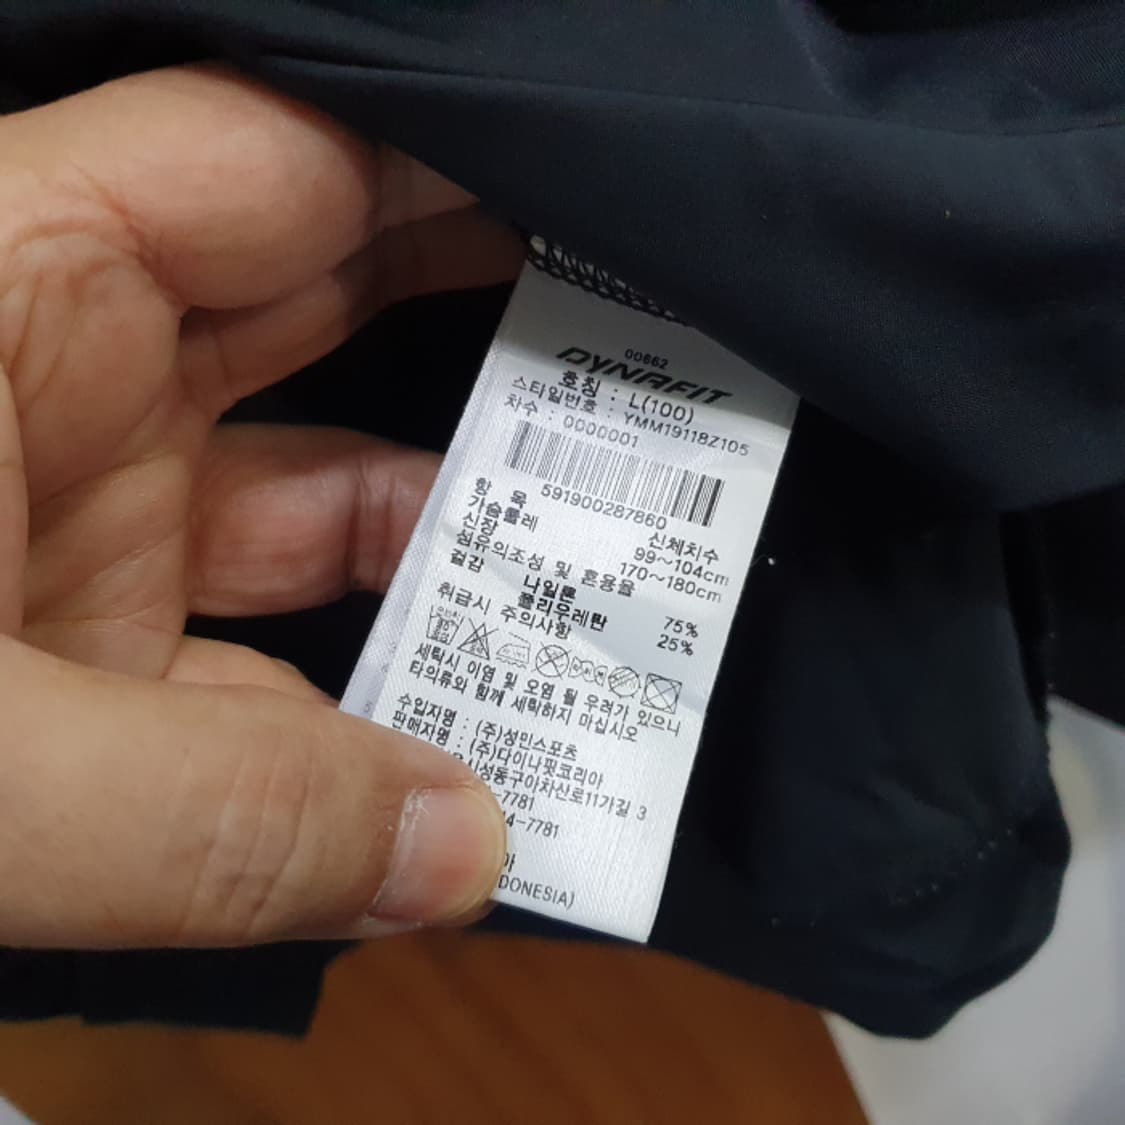 00662
DYNAFIT
호칭 : L(100)
스타일번호 : YMM19118Z105
차수 : 0000001
591900287860
항 목 신체치수
가슴둘레 99~104cm
신장 170~180cm
섬유의조성 및 혼용율
겉감 나일론 75%
폴리우레탄 25%
취급시 주의사항
세탁시 이염 및 오염 될 우려가 있으니
타의류와 함께 세탁하지 마십시오
수입자명 : (주)성민스포츠
판매자명 : (주)다이나핏코리아
시성동구아차산로11가길 3
-7781
4-7781
아
DONESIA)